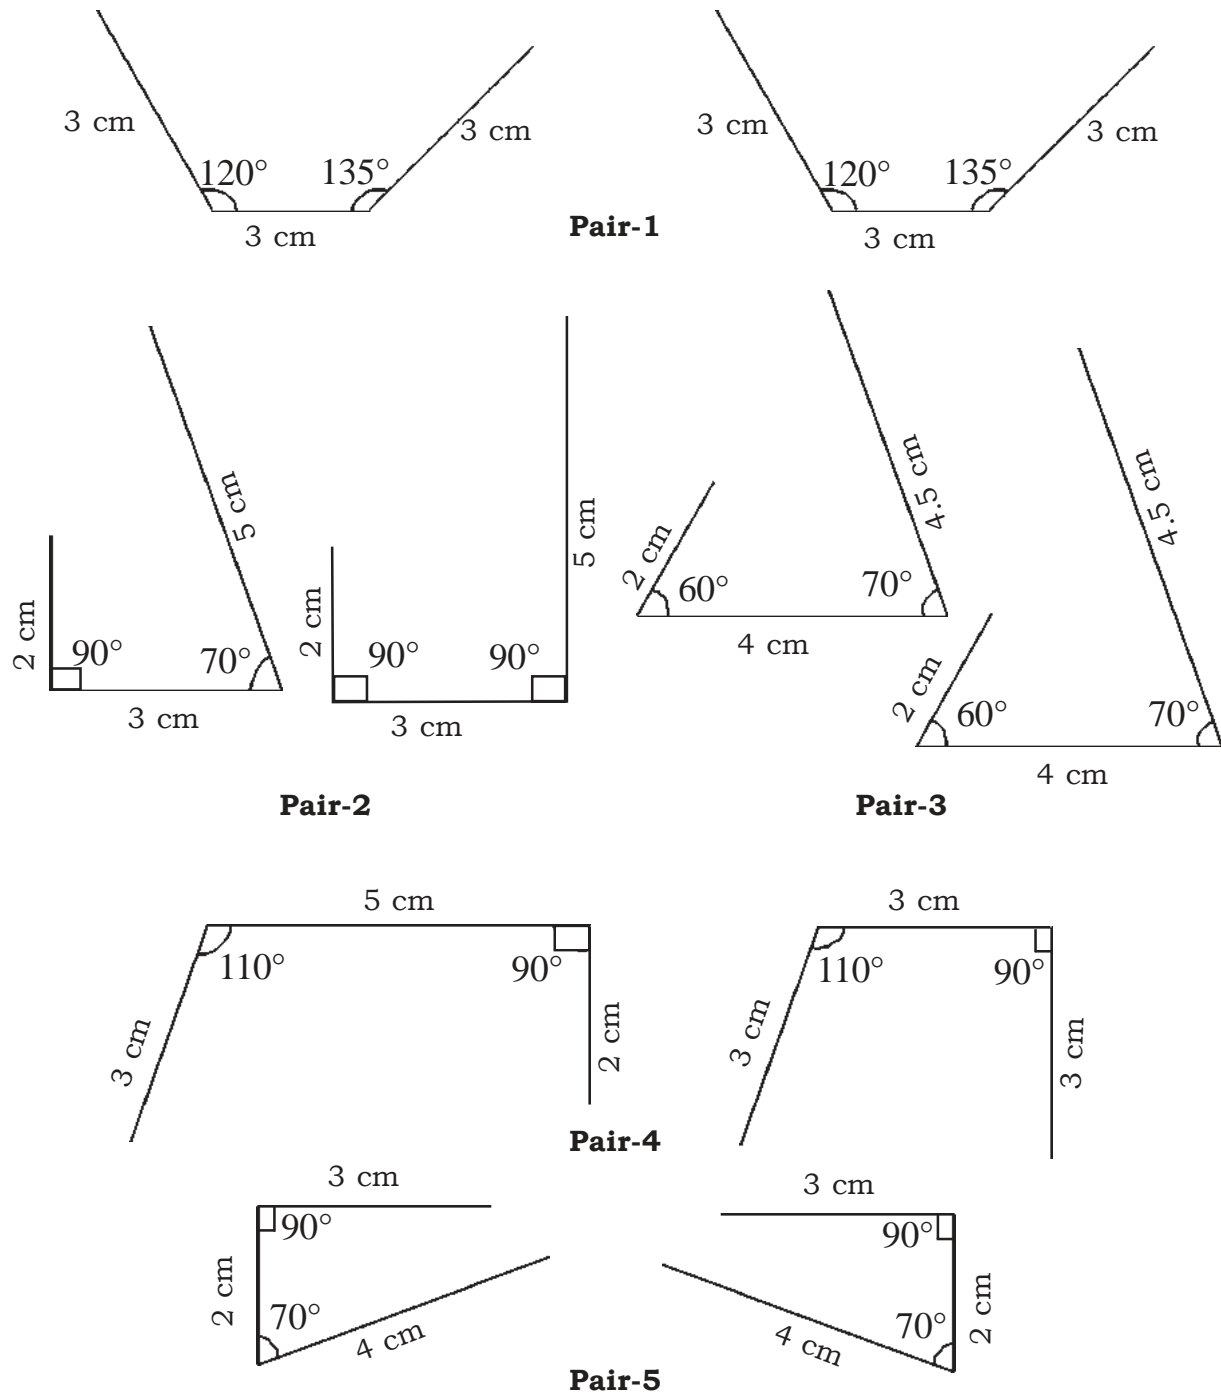 3 cm
3 cm
3 cm
3 cm
120° 135° 120° 135°
3 cm Pair-1 3 cm
5 cm
4.5 cm
4.5 cm
5 cm
2 cm
2 cm 60° 70°
2 cm 90° 70° 90° 90° 4 cm
3 cm 3 cm 2 cm 60° 70°
4 cm
Pair-2 Pair-3
5 cm 3 cm
110° 90° 110° 90°
3 cm 2 cm 3 cm 3 cm
Pair-4
3 cm 3 cm
90° 90°
2 cm 2 cm
70° 70°
4 cm 4 cm
Pair-5